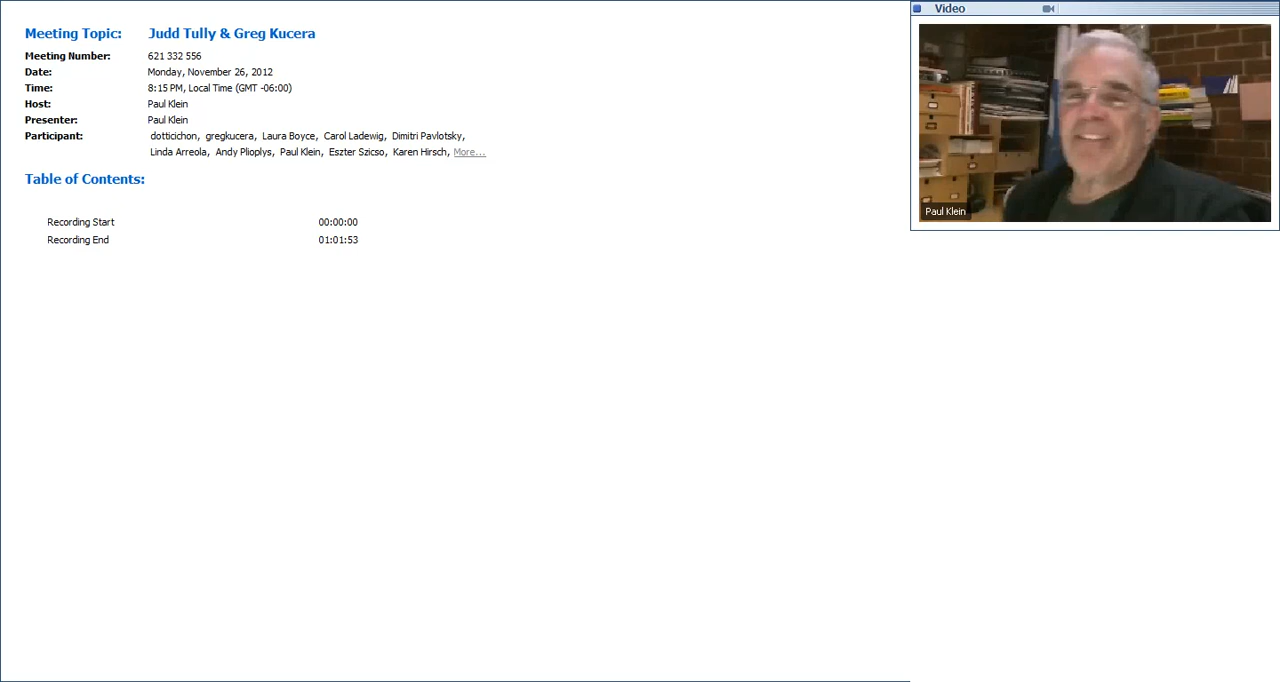 Meeting Topic: Judd Tully & Greg Kucera
Meeting Number: 621 332 556
Date: Monday, November 26, 2012
Time: 8:15 PM, Local Time (GMT -06:00)
Host: Paul Klein
Presenter: Paul Klein
Participant: dotticichon, gregkucera, Laura Boyce, Carol Ladewig, Dimitri Pavlotsky,
Linda Arreola, Andy Plioplys, Paul Klein, Eszter Szicso, Karen Hirsch, More...
Table of Contents:
Recording Start 00:00:00
Recording End 01:01:53
Video
Paul Klein